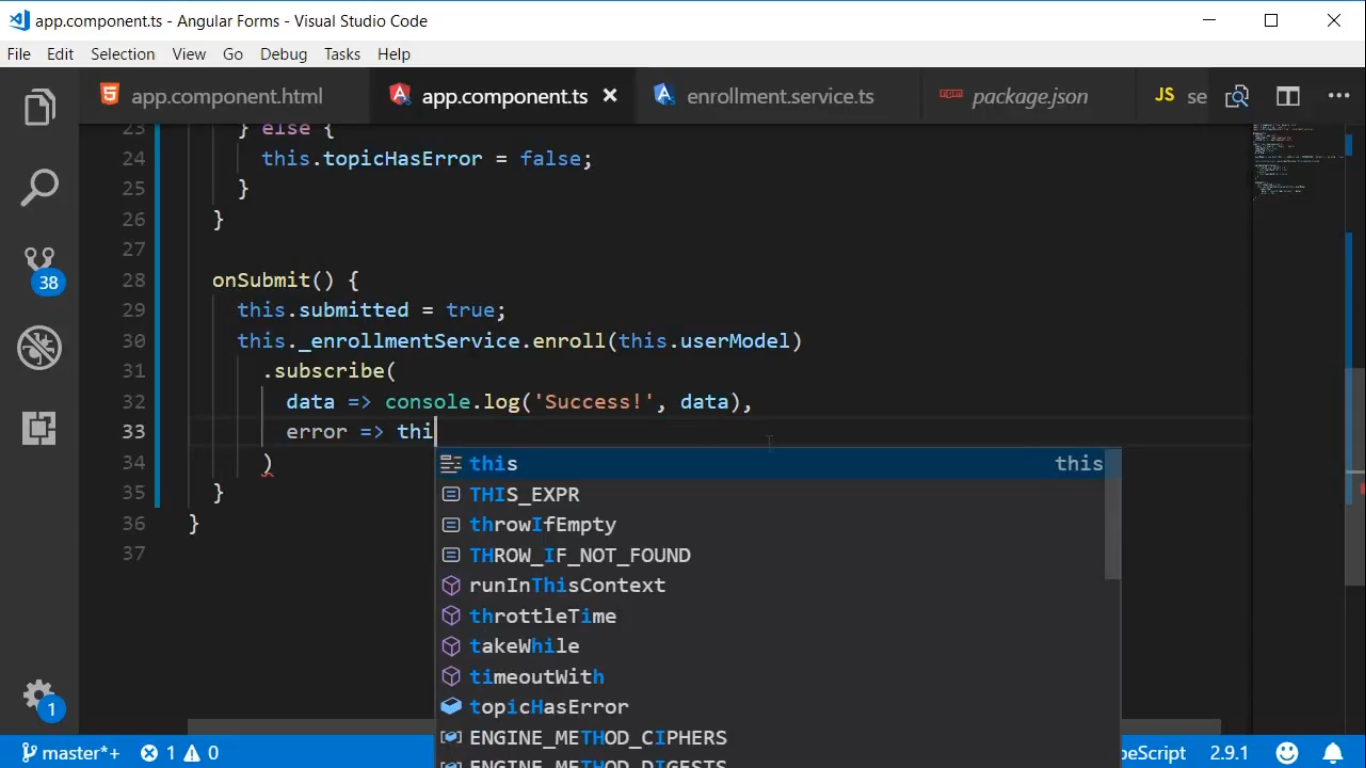 app.component.ts - Angular Forms - Visual Studio Code
File Edit Selection View Go Debug Tasks Help
app.component.html app.component.ts enrollment.service.ts package.json JS se
23 } else {
24 this.topicHasError = false;
25 }
26 }
27
28 onSubmit() {
29 this.submitted = true;
30 this._enrollmentService.enroll(this.userModel)
31 .subscribe(
32 data => console.log('Success!', data),
33 error => thi
34 )
35 }
36 }
37
38
this this
THIS_EXPR
throwIfEmpty
THROW_IF_NOT_FOUND
runInThisContext
throttleTime
takeWhile
timeoutWith
topicHasError
ENGINE_METHOD_CIPHERS
ENGINE_METHOD_DIGESTS
1
master*+ 1 0 peScript 2.9.1